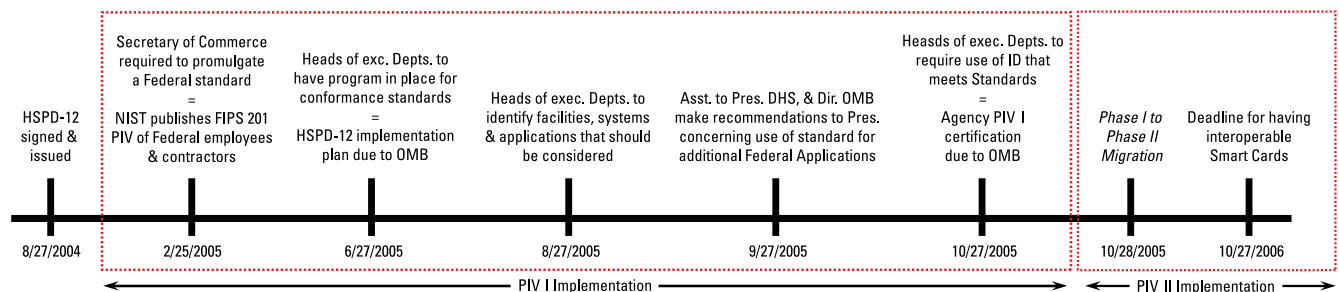 HSPD-12
signed &
issued
8/27/2004
Secretary of Commerce
required to promulgate
a Federal standard
=
NIST publishes FIPS 201
PIV of Federal employees
& contractors
2/25/2005
Heads of exc. Depts. to
have program in place for
conformance standards
=
HSPD-12 implementation
plan due to OMB
6/27/2005
Heads of exec. Depts. to
identify facilities, systems
& applications that should
be considered
8/27/2005
Asst. to Pres. DHS, & Dir. OMB
make recommendations to Pres.
concerning use of standard for
additional Federal Applications
9/27/2005
Heasds of exec. Depts. to
require use of ID that
meets Standards
=
Agency PIV I
certification
due to OMB
10/27/2005
Phase I to
Phase II
Migration
10/28/2005
Deadline for having
interoperable
Smart Cards
10/27/2006
PIV I Implementation
PIV II Implementation